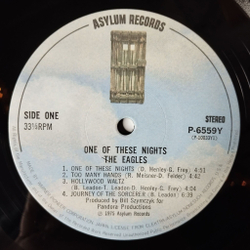 ASYLUM RECORDS
SIDE ONE
33⅓RPM
STEREO
P-6559Y
ONE OF THESE NIGHTS
THE EAGLES
1. ONE OF THESE NIGHTS (D. Henley-G. Frey) 4:51
2. TOO MANY HANDS (R. Meisner-D. Felder) 4:40
3. HOLLYWOOD WALTZ
(B. Leadon-T. Leadon-D. Henley-G. Frey) 4:01
4. JOURNEY OF THE SORCERER (B. Leadon) 6:38
Produced by Bill Szymczyk for
Pandora Productions
1975 Asylum Records